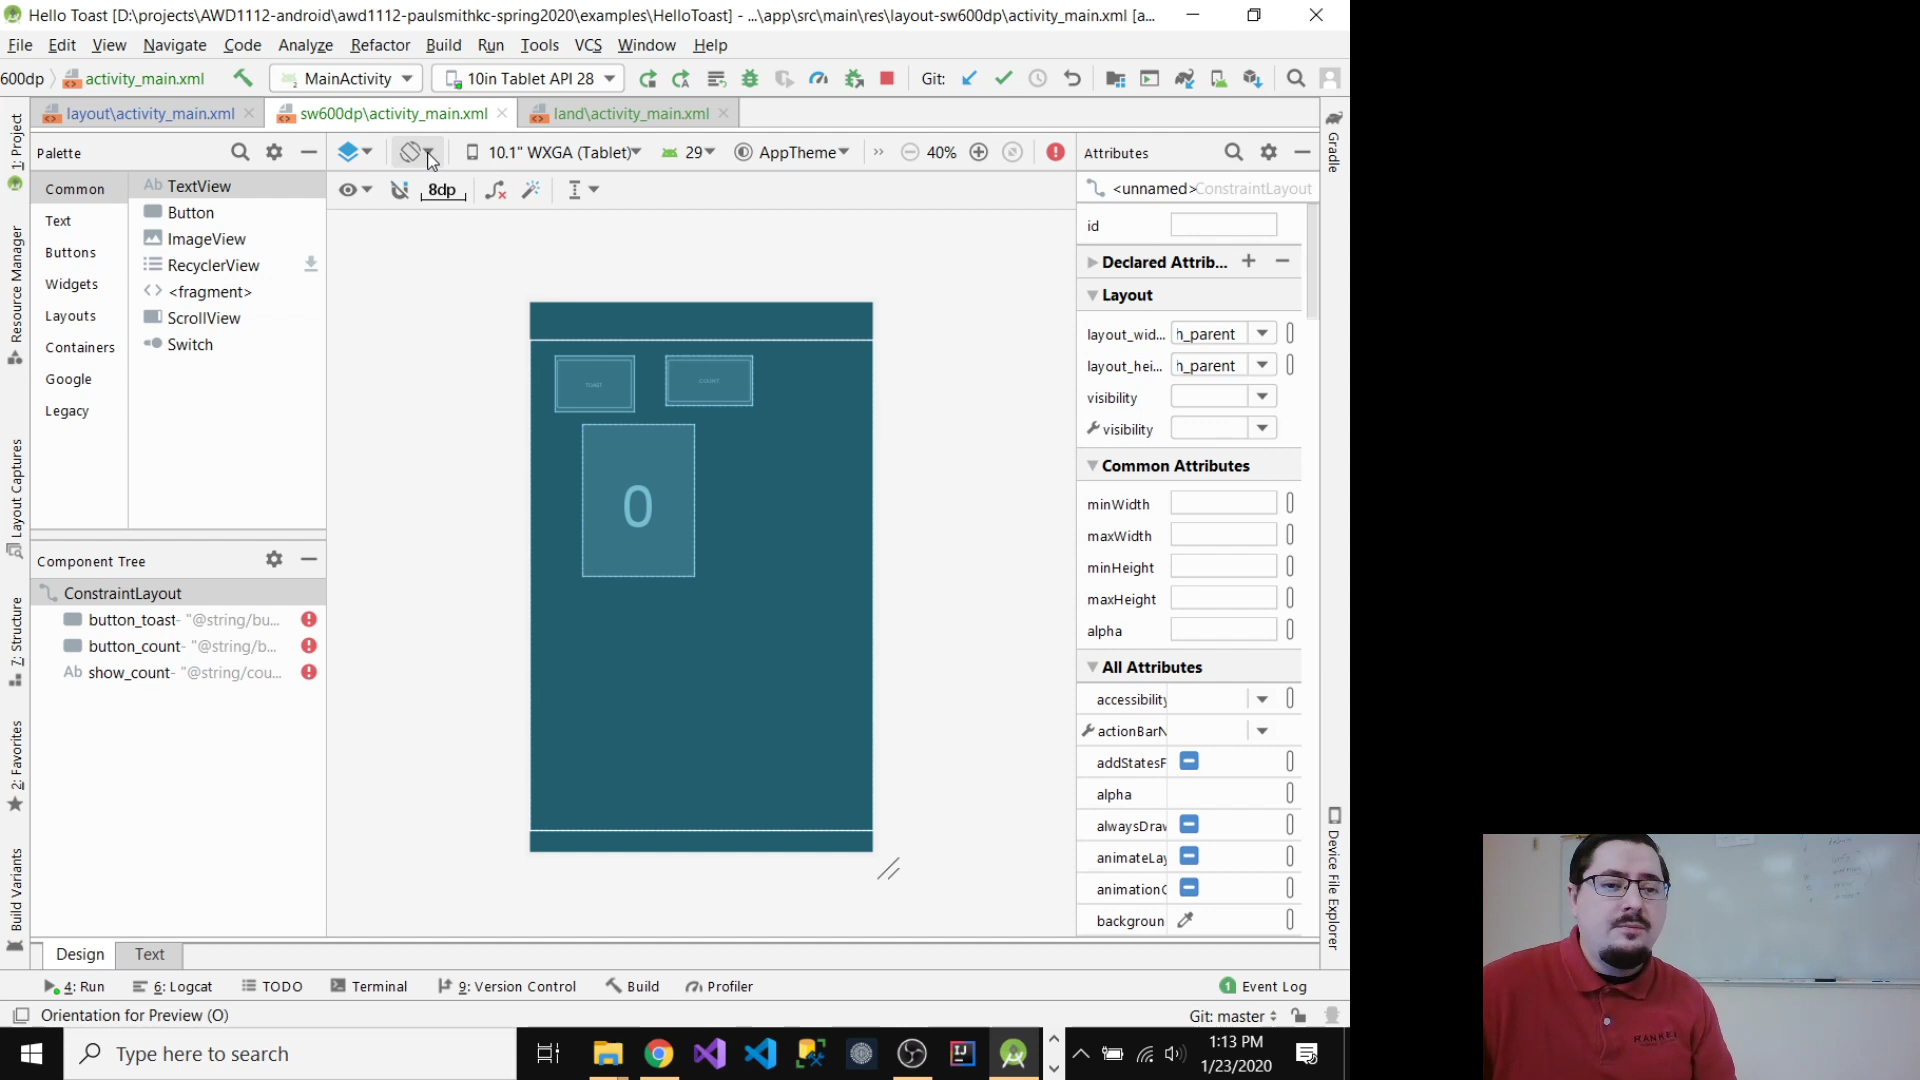 Hello Toast [D:\projects\AWD1112-android\awd1112-paulsmithkc-spring2020\examples\HelloToast] - ...\app\src\main\res\layout-sw600dp\activity_main.xml [a...
File Edit View Navigate Code Analyze Refactor Build Run Tools VCS Window Help
600dp activity_main.xml MainActivity 10in Tablet API 28 Git:
layout\activity_main.xml sw600dp\activity_main.xml land\activity_main.xml
1: Project
Resource Manager
Layout Captures
7: Structure
2: Favorites
Build Variants
Palette
Common
Text
Buttons
Widgets
Layouts
Containers
Google
Legacy
Ab TextView
Button
ImageView
RecyclerView
<fragment>
ScrollView
Switch
Component Tree
ConstraintLayout
button_toast- "@string/bu...
button_count- "@string/b...
Ab show_count- "@string/cou...
10.1" WXGA (Tablet) 29 AppTheme 40%
8dp
TOAST
COUNT
0
Attributes
<unnamed> ConstraintLayout
id
Declared Attrib...
Layout
layout_wid... h_parent
layout_hei... h_parent
visibility
visibility
Common Attributes
minWidth
maxWidth
minHeight
maxHeight
alpha
All Attributes
accessibility
actionBarN
addStatesF
alpha
alwaysDraw
animateLay
animationC
backgroun
Gradle
Device File Explorer
Design Text
4: Run 6: Logcat TODO Terminal 9: Version Control Build Profiler 1 Event Log
Orientation for Preview (O) Git: master
Type here to search
1:13 PM
1/23/2020
RANKEN